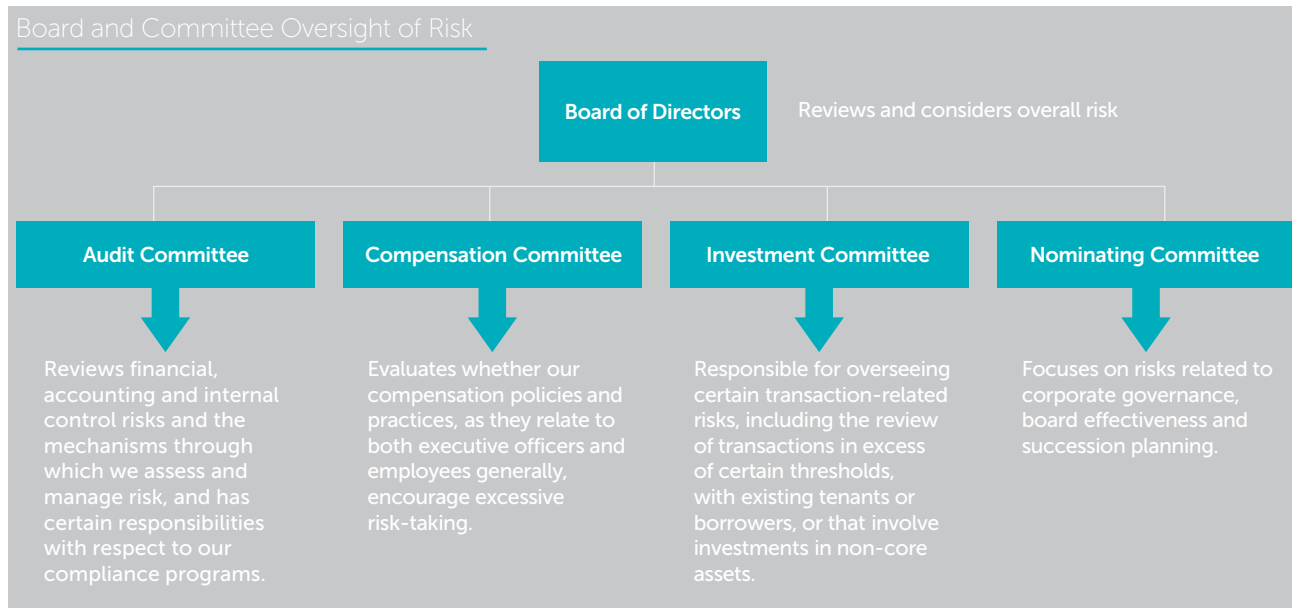 Board and Committee Oversight of Risk
Board of Directors
Reviews and considers overall risk
Audit Committee
Compensation Committee
Investment Committee
Nominating Committee
Reviews financial,
accounting and internal
control risks and the
mechanisms through
which we assess and
manage risk, and has
certain responsibilities
with respect to our
compliance programs.
Evaluates whether our
compensation policies and
practices, as they relate to
both executive officers and
employees generally,
encourage excessive
risk-taking.
Responsible for overseeing
certain transaction-related
risks, including the review
of transactions in excess
of certain thresholds,
with existing tenants or
borrowers, or that involve
investments in non-core
assets.
Focuses on risks related to
corporate governance,
board effectiveness and
succession planning.